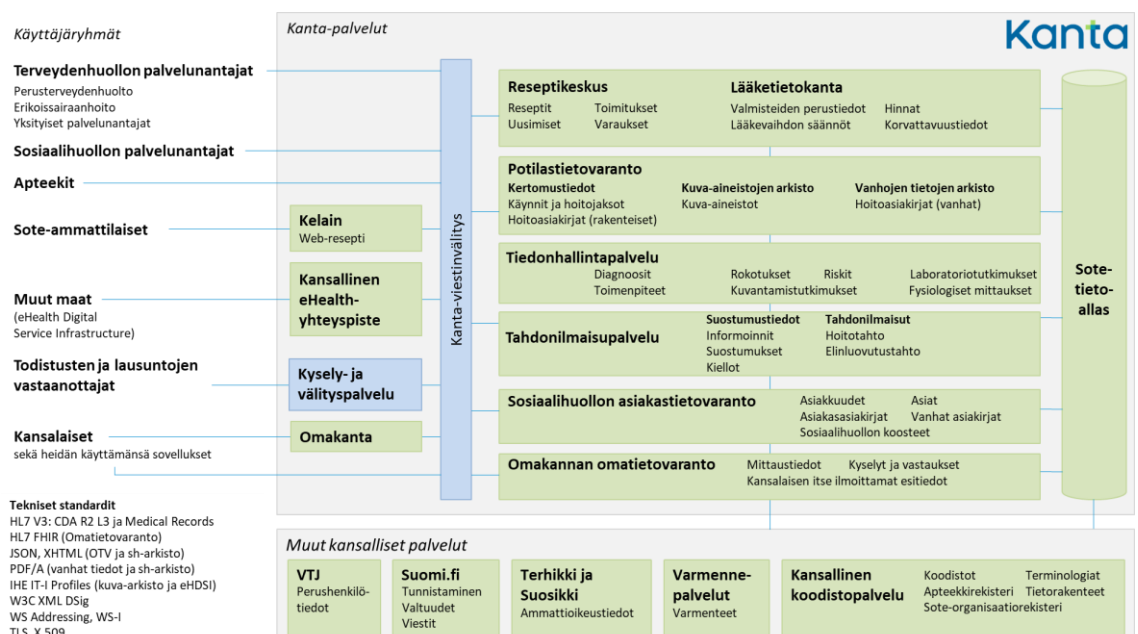 Käyttäjäryhmät
Terveydenhuollon palvelunantajat
Perusterveydenhuolto
Erikoissairaanhoito
Yksityiset palvelunantajat
Sosiaalihuollon palvelunantajat
Apteekit
Sote-ammattilaiset
Muut maat
(eHealth Digital
Service Infrastructure)
Todistusten ja lausuntojen
vastaanottajat
Kansalaiset
sekä heidän käyttämänsä sovellukset
Tekniset standardit
HL7 V3: CDA R2 L3 ja Medical Records
HL7 FHIR (Omatietovaranto)
JSON, XHTML (OTV ja sh-arkisto)
PDF/A (vanhat tiedot ja sh-arkisto)
IHE IT-I Profiles (kuva-arkisto ja eHDSI)
W3C XML DSig
WS Addressing, WS-I
TLS, X.509
Kanta-palvelut
Kanta
Kelain
Web-resepti
Kansallinen
eHealth-
yhteyspiste
Kysely- ja
välityspalvelu
Omakanta
Kanta-viestinvälitys
Reseptikeskus
Reseptit Toimitukset
Uusimiset Varaukset
Lääketietokanta
Valmisteiden perustiedot Hinnat
Lääkevaihdon säännöt Korvattavuustiedot
Potilastietovaranto
Kertomustiedot
Käynnit ja hoitojaksot
Hoitoasiakirjat (rakenteiset)
Kuva-aineistojen arkisto
Kuva-aineistot
Vanhojen tietojen arkisto
Hoitoasiakirjat (vanhat)
Tiedonhallintapalvelu
Diagnoosit Rokotukset Riskit Laboratoriotutkimukset
Toimenpiteet Kuvantamistutkimukset Fysiologiset mittaukset
Tahdonilmaisupalvelu
Suostumustiedot
Informoinnit
Suostumukset
Kiellot
Tahdonilmaisut
Hoitotahto
Elinluovutustahto
Sosiaalihuollon asiakastietovaranto
Asiakkuudet Asiat
Asiakasasiakirjat Vanhat asiakirjat
Sosiaalihuollon koosteet
Omakannan omatietovaranto
Mittaustiedot Kyselyt ja vastaukset
Kansalaisen itse ilmoittamat esitiedot
Sote-
tieto-
allas
Muut kansalliset palvelut
VTJ
Perushenkilö-
tiedot
Suomi.fi
Tunnistaminen
Valtuudet
Viestit
Terhikki ja
Suosikki
Ammattioikeustiedot
Varmenne-
palvelut
Varmenteet
Kansallinen
koodistopalvelu
Koodistot Terminologiat
Apteekkirekisteri Tietorakenteet
Sote-organisaatiorekisteri